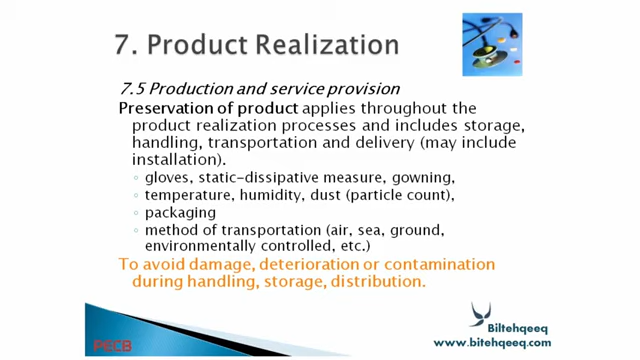 7. Product Realization
7.5 Production and service provision
Preservation of product applies throughout the
product realization processes and includes storage,
handling, transportation and delivery (may include
installation).
gloves, static-dissipative measure, gowning,
temperature, humidity, dust (particle count),
packaging
method of transportation (air, sea, ground,
environmentally controlled, etc.)
To avoid damage, deterioration or contamination
during handling, storage, distribution.
Biltehqeeq
PECB
www.bitehqeeq.com